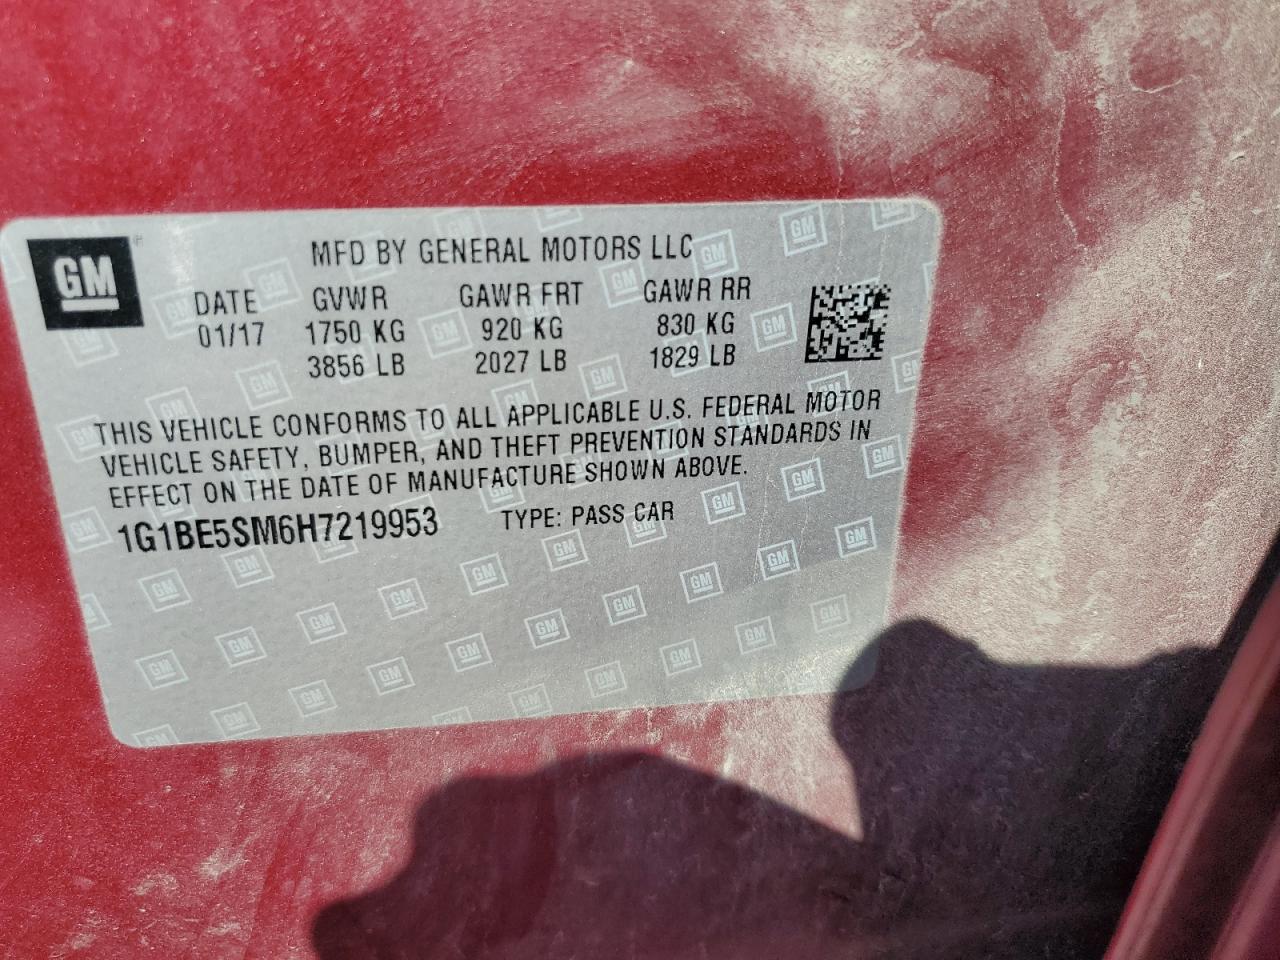 GM
MFD BY GENERAL MOTORS LLC
DATE GVWR GAWR FRT GAWR RR
01/17 1750 KG 920 KG 830 KG
3856 LB 2027 LB 1829 LB
THIS VEHICLE CONFORMS TO ALL APPLICABLE U.S. FEDERAL MOTOR
VEHICLE SAFETY, BUMPER, AND THEFT PREVENTION STANDARDS IN
EFFECT ON THE DATE OF MANUFACTURE SHOWN ABOVE.
1G1BE5SM6H7219953 TYPE: PASS CAR